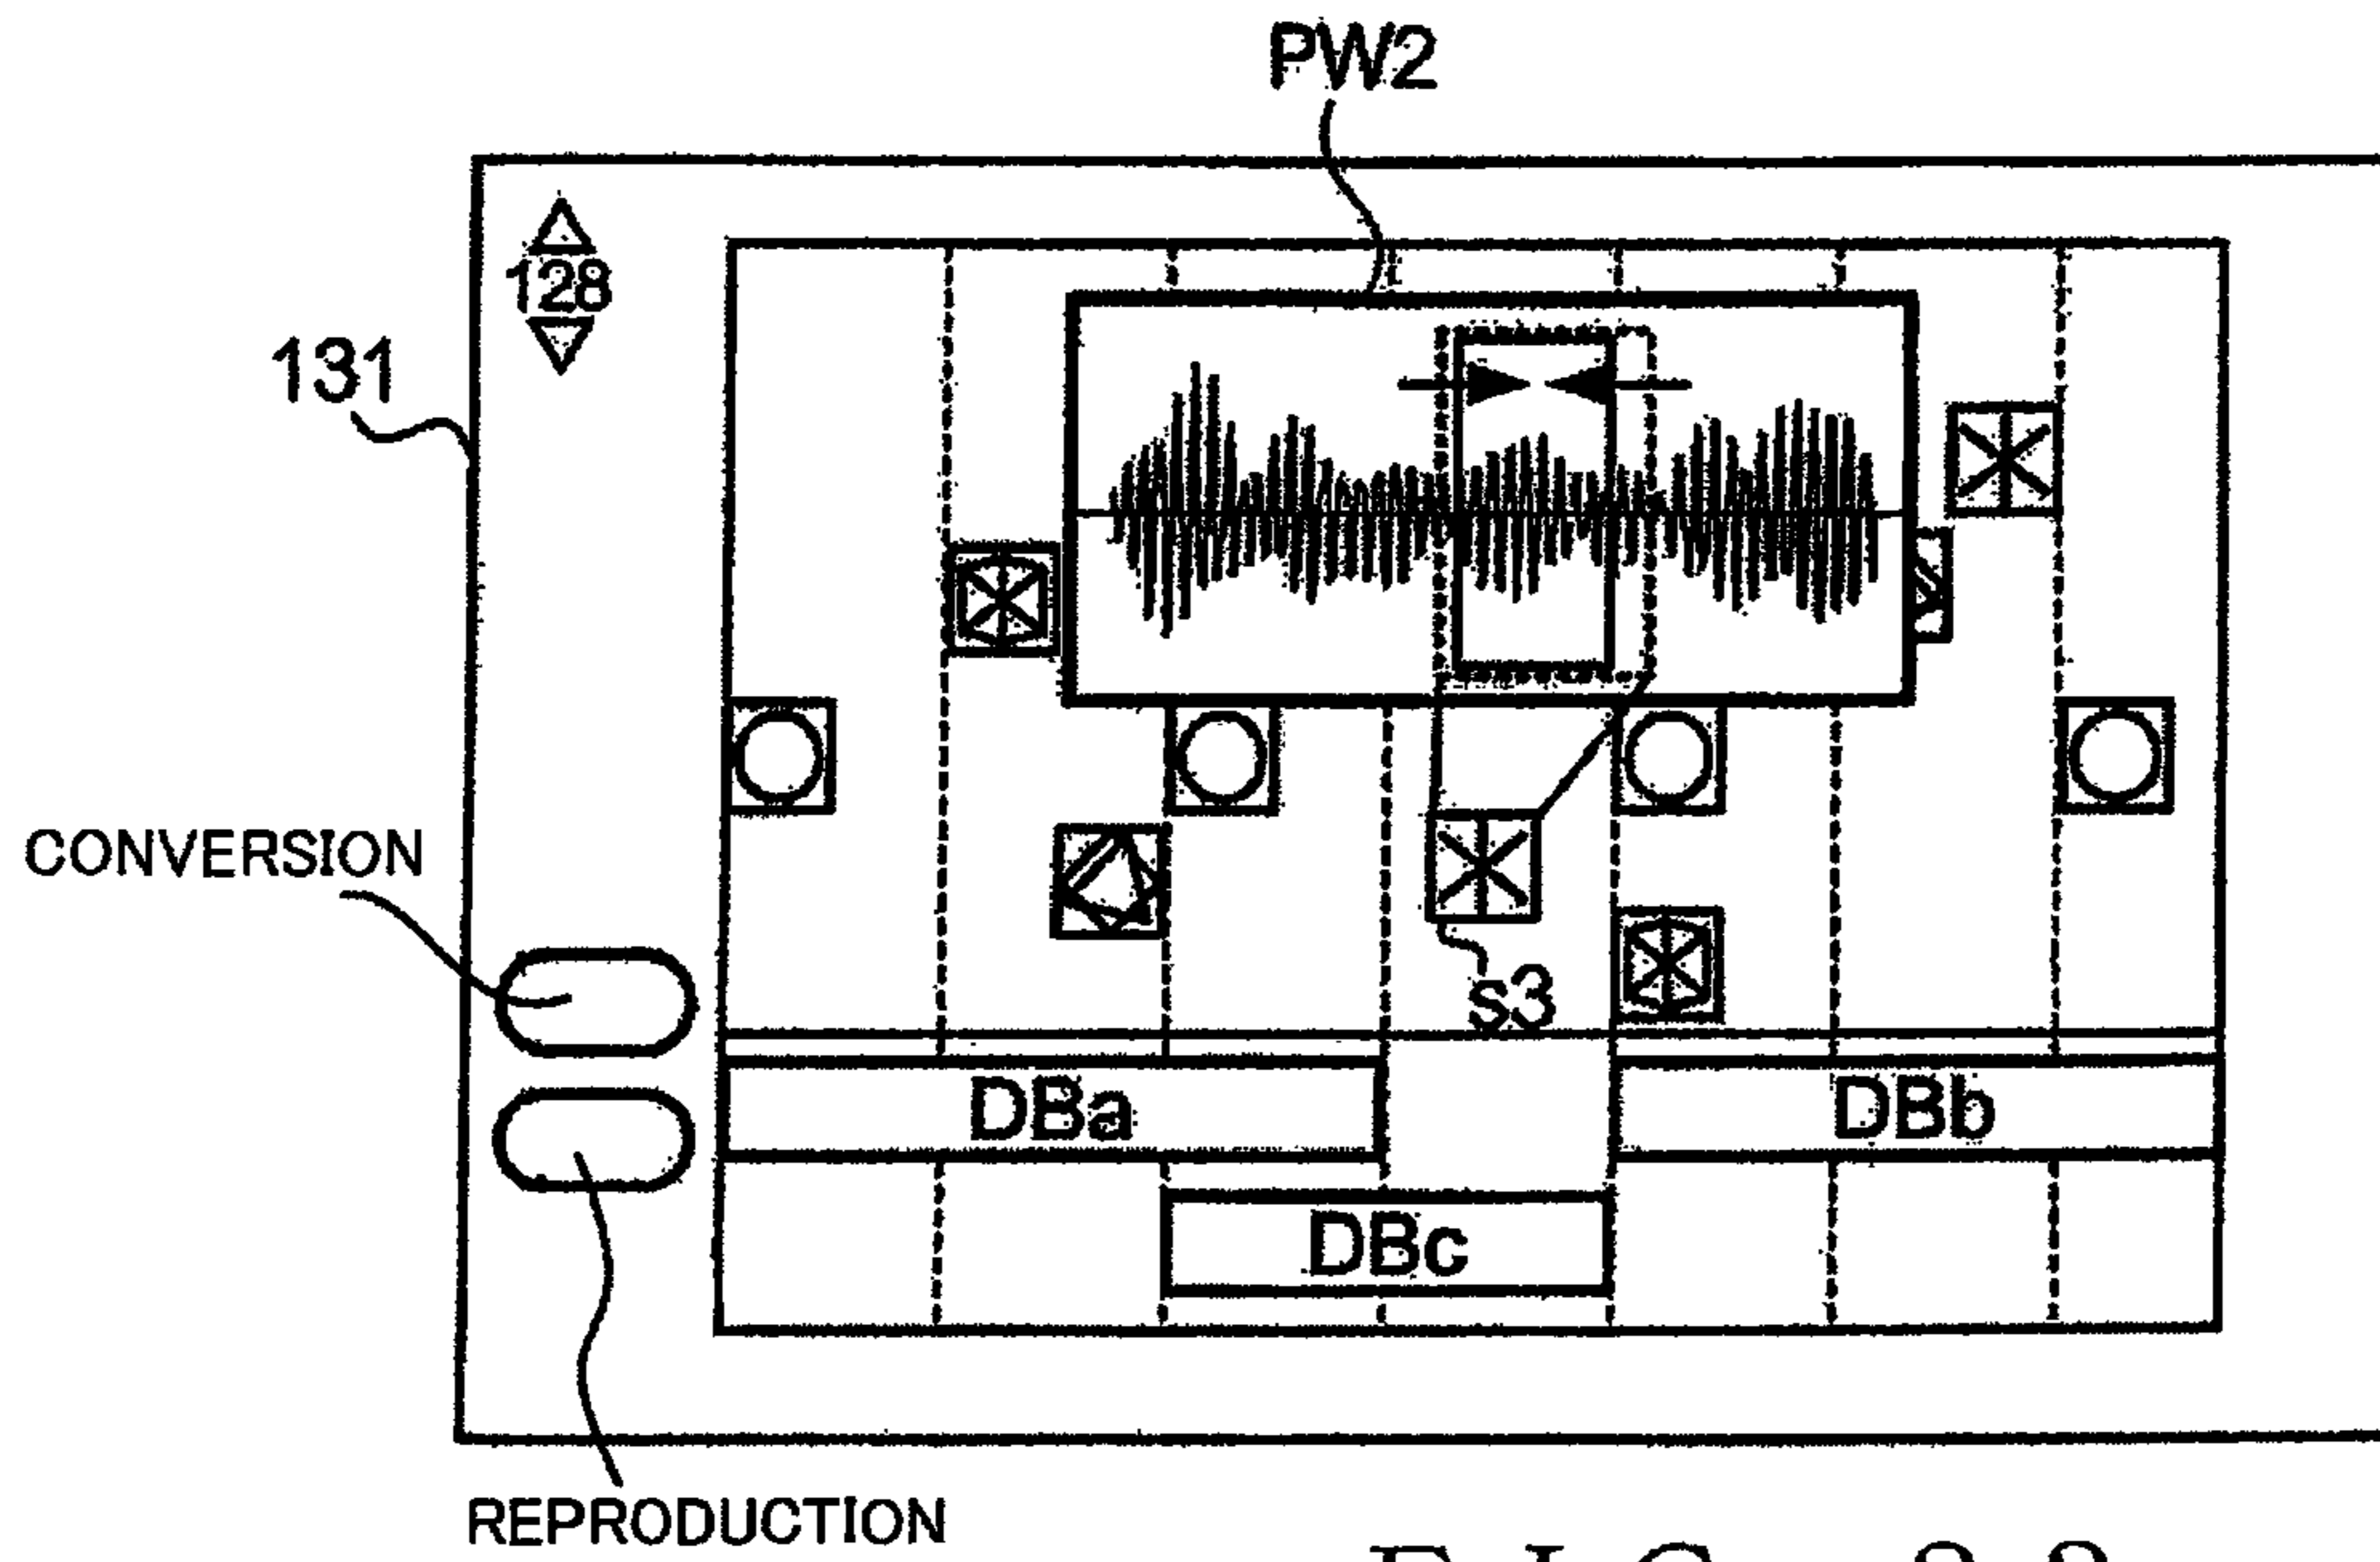 PW2
128
131
CONVERSION
s3
DBa
DBb
DBc
REPRODUCTION